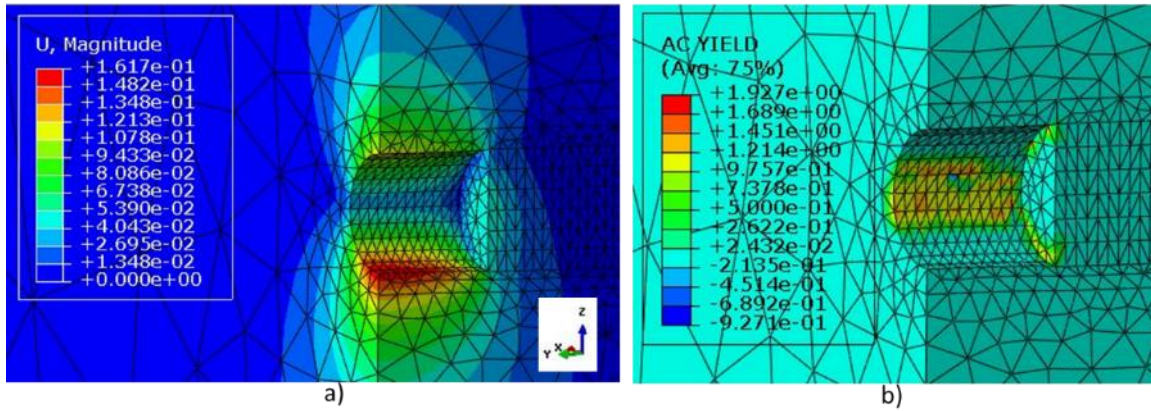 U, Magnitude
+1.617e-01
+1.482e-01
+1.348e-01
+1.213e-01
+1.078e-01
+9.433e-02
+8.086e-02
+6.738e-02
+5.390e-02
+4.043e-02
+2.695e-02
+1.348e-02
+0.000e+00
Z
Y X
a)
AC YIELD
(Avg: 75%)
+1.927e+00
+1.689e+00
+1.451e+00
+1.214e+00
+9.757e-01
+7.378e-01
+5.000e-01
+2.622e-01
+2.432e-02
-2.135e-01
-4.514e-01
-6.892e-01
-9.271e-01
b)